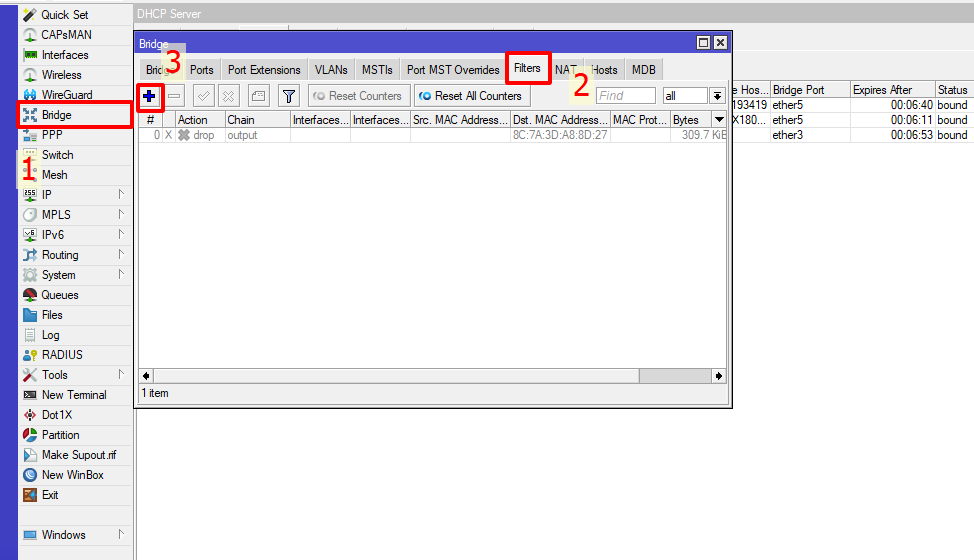 Quick Set
CAPsMAN
Interfaces
Wireless
WireGuard
Bridge
PPP
Switch
Mesh
IP
MPLS
IPv6
Routing
System
Queues
Files
Log
RADIUS
Tools
New Terminal
Dot1X
Partition
Make Supout.rif
New WinBox
Exit
Windows
1
DHCP Server
Bridge
3
Ports Port Extensions VLANs MSTIs Port MST Overrides Filters NAT Hosts MDB
2
Reset Counters Reset All Counters Find all
# Action Chain Interfaces... Interfaces... Src. MAC Address... Dst. MAC Address... MAC Prot... Bytes
0 X drop output 8C:7A:3D:A8:8D:27 309.7 KiB
1 item
e Hos... Bridge Port Expires After Status
193419 ether5 00:06:40 bound
X180... ether5 00:06:11 bound
ether3 00:06:53 bound